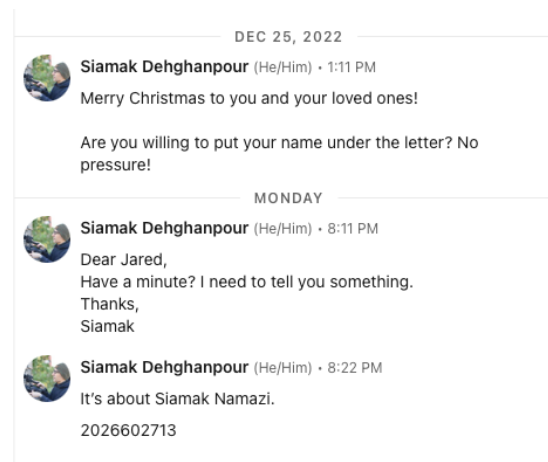 DEC 25, 2022
Siamak Dehghanpour (He/Him) • 1:11 PM
Merry Christmas to you and your loved ones!
Are you willing to put your name under the letter? No
pressure!
MONDAY
Siamak Dehghanpour (He/Him) • 8:11 PM
Dear Jared,
Have a minute? I need to tell you something.
Thanks,
Siamak
Siamak Dehghanpour (He/Him) • 8:22 PM
It's about Siamak Namazi.
2026602713